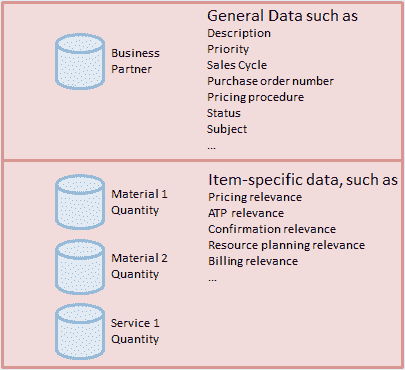 Business
Partner
General Data such as
Description
Priority
Sales Cycle
Purchase order number
Pricing procedure
Status
Subject
...
Material 1
Quantity
Material 2
Quantity
Service 1
Quantity
Item-specific data, such as
Pricing relevance
ATP relevance
Confirmation relevance
Resource planning relevance
Billing relevance
...